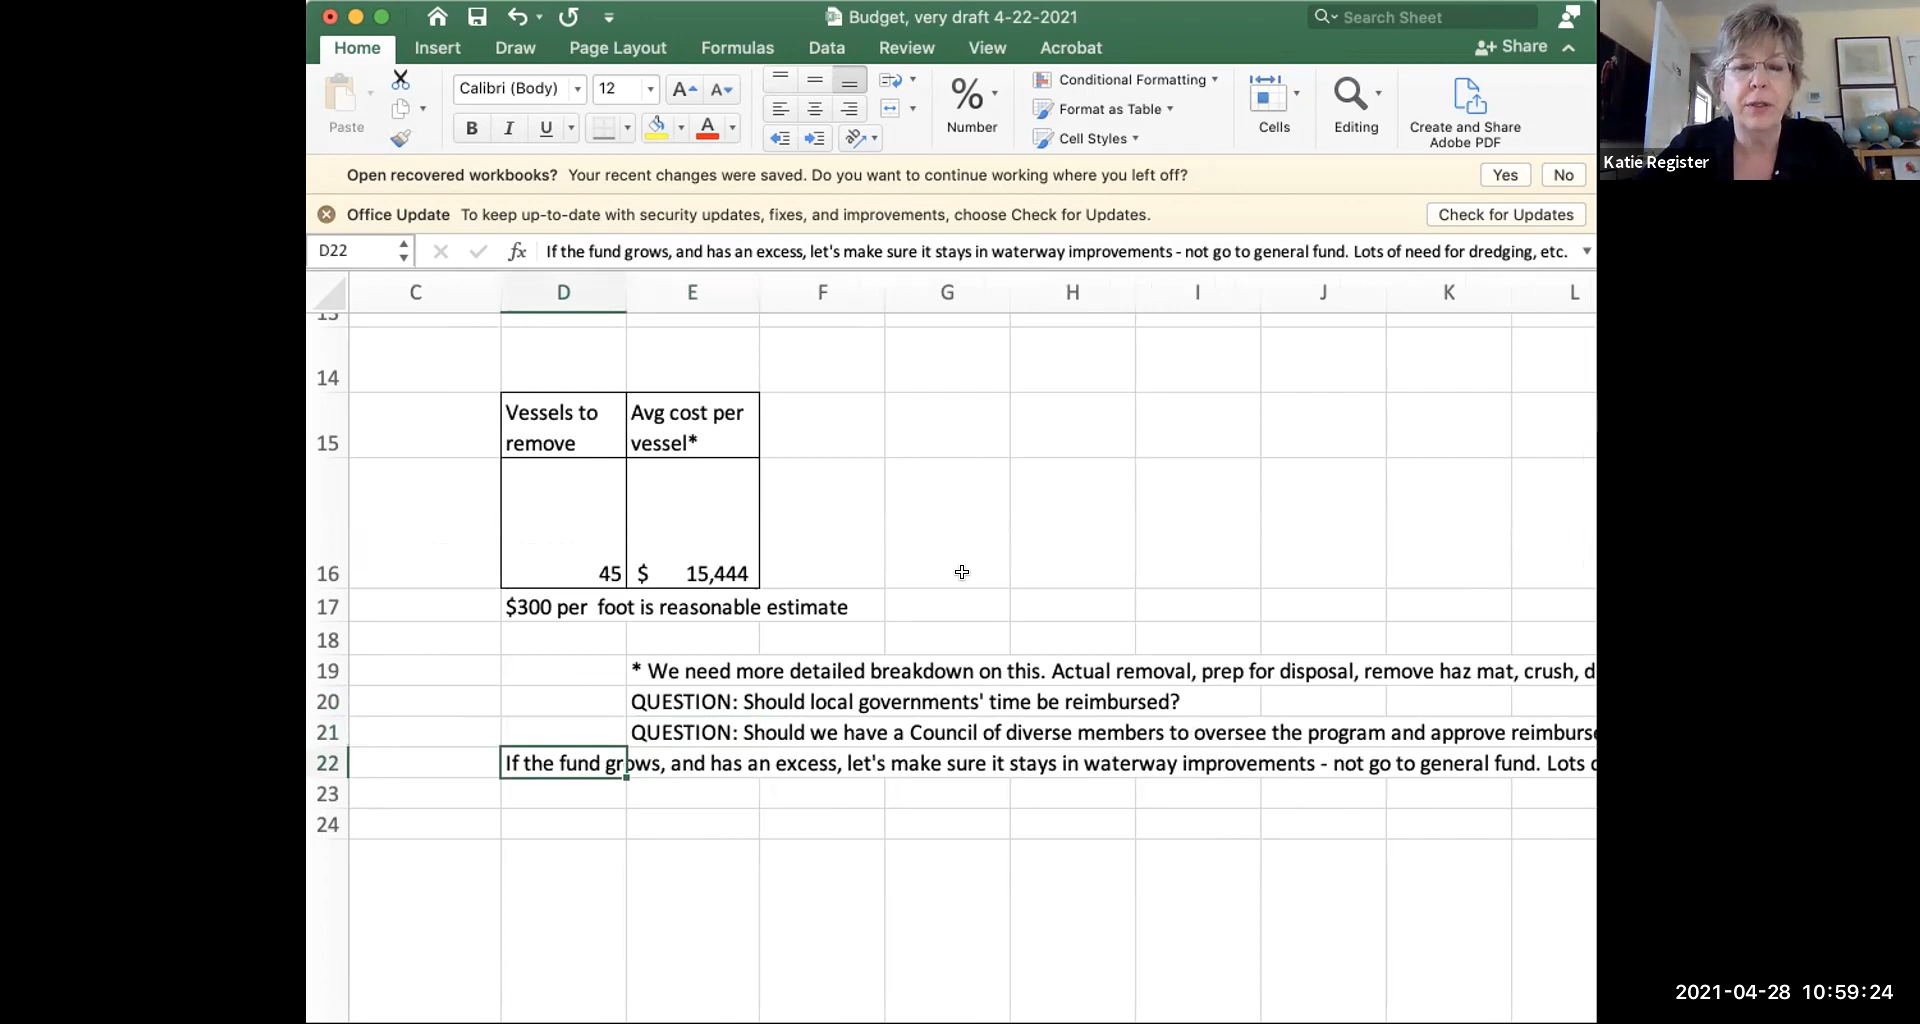 Budget, very draft 4-22-2021
Search Sheet
Home Insert Draw Page Layout Formulas Data Review View Acrobat
Share
Paste
Calibri (Body) 12 A A
B I U A
%
Number
Conditional Formatting
Format as Table
Cell Styles
Cells
Editing
Create and Share
Adobe PDF
Katie Register
Open recovered workbooks? Your recent changes were saved. Do you want to continue working where you left off? Yes No
Office Update To keep up-to-date with security updates, fixes, and improvements, choose Check for Updates. Check for Updates
D22 fx If the fund grows, and has an excess, let's make sure it stays in waterway improvements - not go to general fund. Lots of need for dredging, etc.
C D E F G H I J K L
13
14
15 Vessels to remove Avg cost per vessel*
16 45 $ 15,444
17 $300 per foot is reasonable estimate
18
19 * We need more detailed breakdown on this. Actual removal, prep for disposal, remove haz mat, crush, d
20 QUESTION: Should local governments' time be reimbursed?
21 QUESTION: Should we have a Council of diverse members to oversee the program and approve reimburse
22 If the fund grows, and has an excess, let's make sure it stays in waterway improvements - not go to general fund. Lots o
23
24
2021-04-28 10:59:24